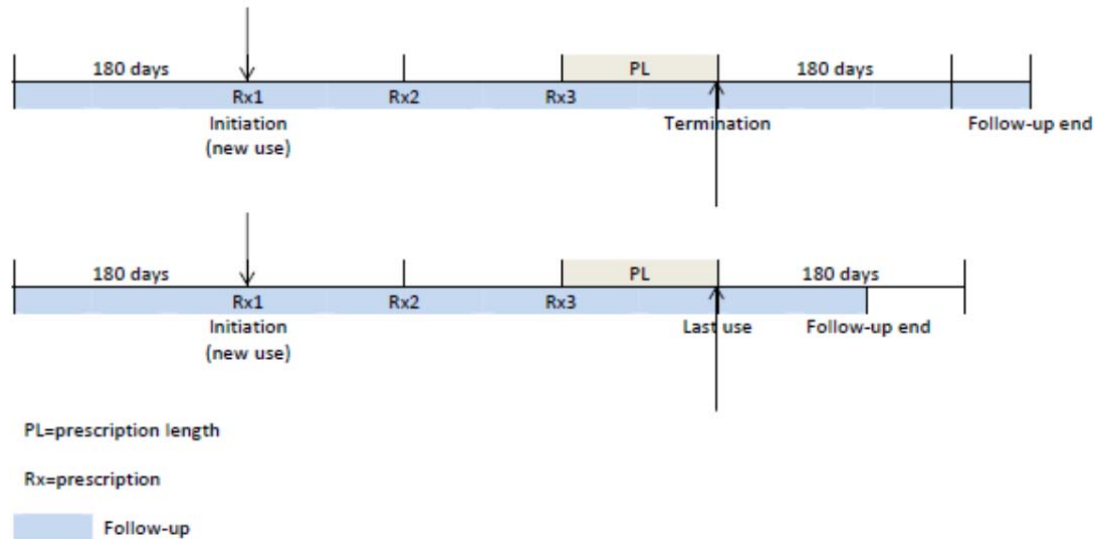 180 days PL 180 days
Rx1 Rx2 Rx3
Initiation Termination Follow-up end
(new use)
180 days PL 180 days
Rx1 Rx2 Rx3
Initiation Last use Follow-up end
(new use)
PL=prescription length
Rx=prescription
Follow-up